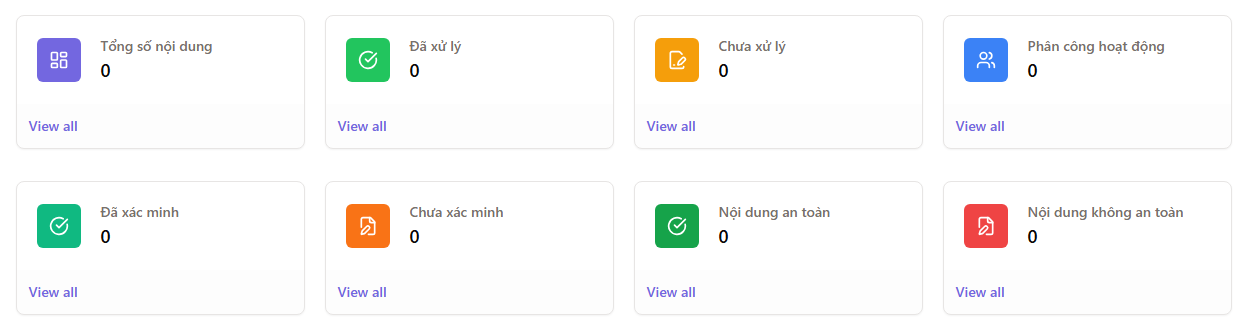 Tổng số nội dung
0
View all
Đã xử lý
0
View all
Chưa xử lý
0
View all
Phân công hoạt động
0
View all
Đã xác minh
0
View all
Chưa xác minh
0
View all
Nội dung an toàn
0
View all
Nội dung không an toàn
0
View all